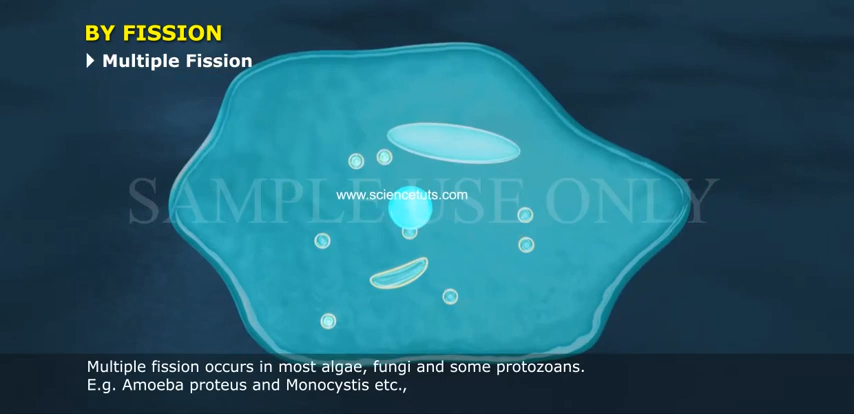 BY FISSION
Multiple Fission
SAMPLE USE ONLY
www.sciencetuts.com
Multiple fission occurs in most algae, fungi and some protozoans.
E.g. Amoeba proteus and Monocystis etc.,